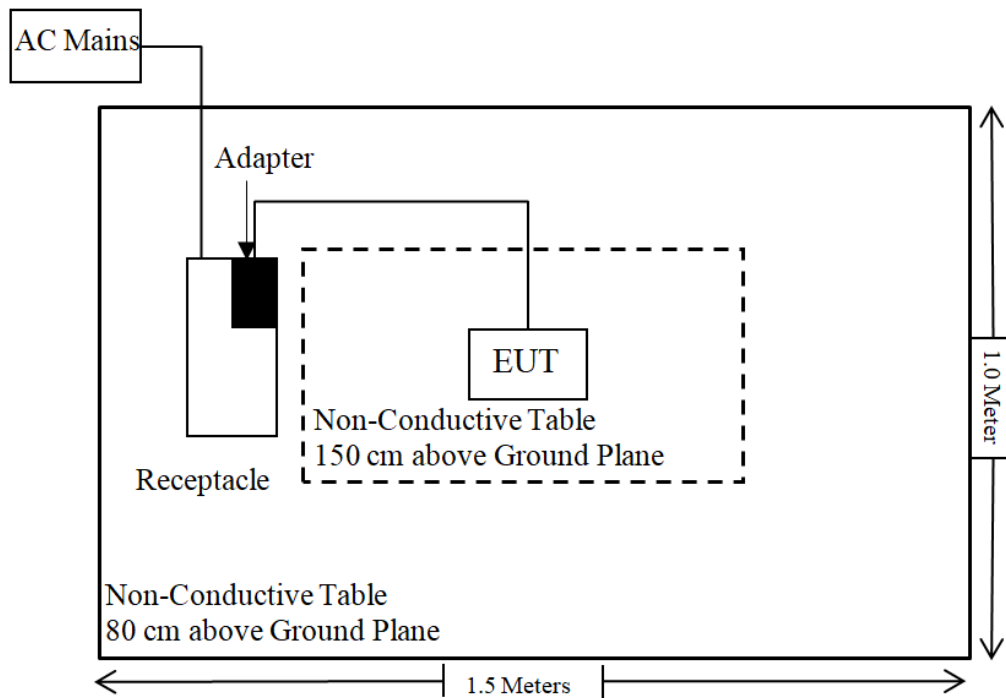 AC Mains
Adapter
EUT
Non-Conductive Table
150 cm above Ground Plane
Receptacle
1.0 Meter
Non-Conductive Table
80 cm above Ground Plane
1.5 Meters